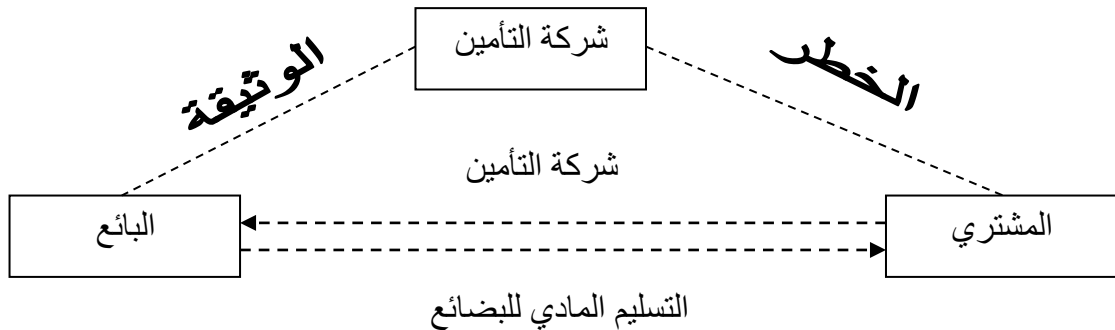 شركة التأمين
الخطر
الوثيقة
شركة التأمين
المشتري
البائع
التسليم المادي للبضائع